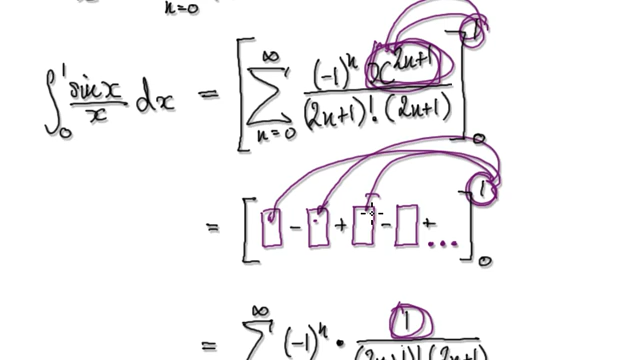 n=0
∫₀¹ sin x / x dx = [ ∑_{n=0}^{∞} (-1)ⁿ x^{2n+1} / (2n+1)! (2n+1) ]₀¹
= [ ▯ - ▯ + ▯ - ▯ + ... ]₀¹
= ∑^{∞} (-1)ⁿ · 1 / (2n+1)! (2n+1)